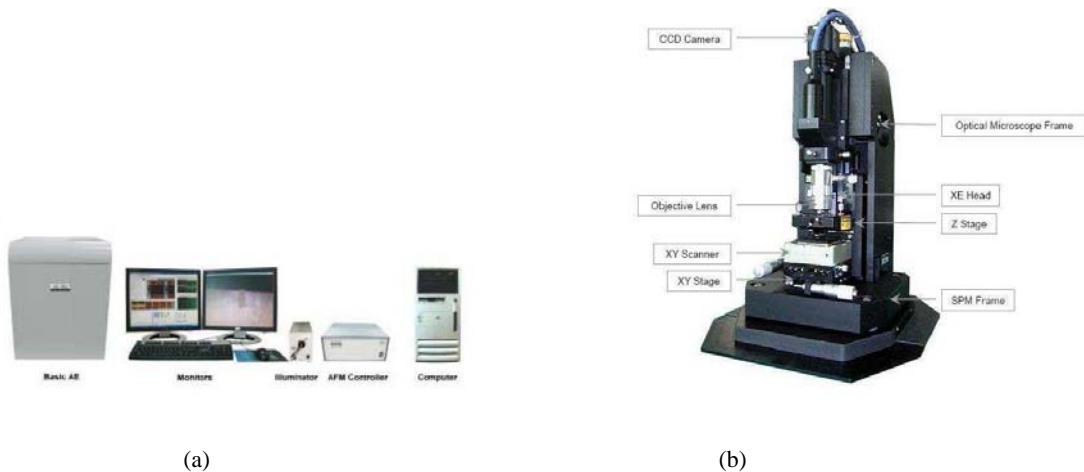 CCD Camera
Optical Microscope Frame
XE Head
Objective Lens
Z Stage
XY Scanner
XY Stage
SPM Frame
Basic AE
Monitors
Illuminator
AFM Controller
Computer
(a)
(b)